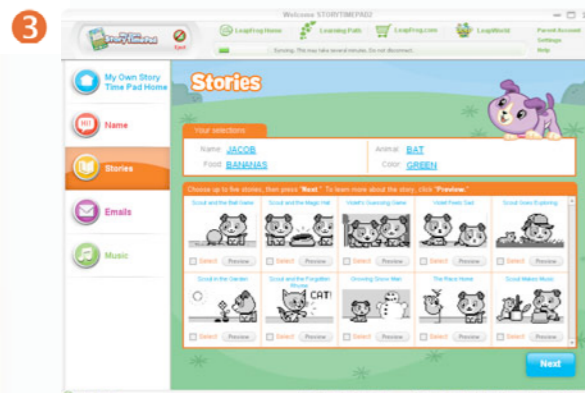 3
Welcome STORYTIMEPAD2
My Own
Story Time Pad
Eject
LeapFrog Home
Learning Path
LeapFrog.com
LeapWorld
Parent Account
Settings
Help
Syncing. This may take several minutes. Do not disconnect.
My Own Story
Time Pad Home
Hi!
Name
Stories
Emails
Music
Stories
Your selections
Name: JACOB
Animal: BAT
Food: BANANAS
Color: GREEN
Choose up to five stories, then press "Next." To learn more about the story, click "Preview."
Scout and the Ball Game
Scout and the Magic Hat
Violet's Guessing Game
Violet Feels Sad
Scout Goes Exploring
Select Preview
Select Preview
Select Preview
Select Preview
Select Preview
Scout in the Garden
Scout and the Forgotten
Rhyme
Growing Snow Man
The Race Home
Scout Makes Music
CAT!
Select Preview
Select Preview
Select Preview
Select Preview
Select Preview
Next